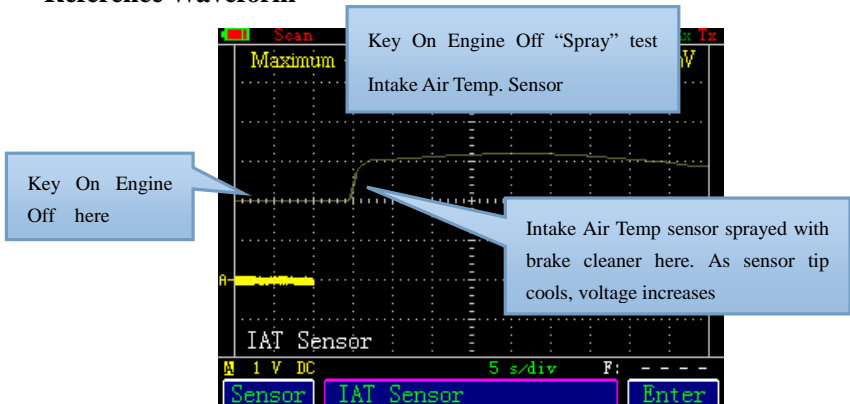 Reference Waveform
Scan
Tx
Maximum
V
Key On Engine Off “Spray” test
Intake Air Temp. Sensor
Key On Engine
Off here
Intake Air Temp sensor sprayed with
brake cleaner here. As sensor tip
cools, voltage increases
A
IAT Sensor
A 1 V DC 5 s/div F: - - - -
Sensor IAT Sensor Enter